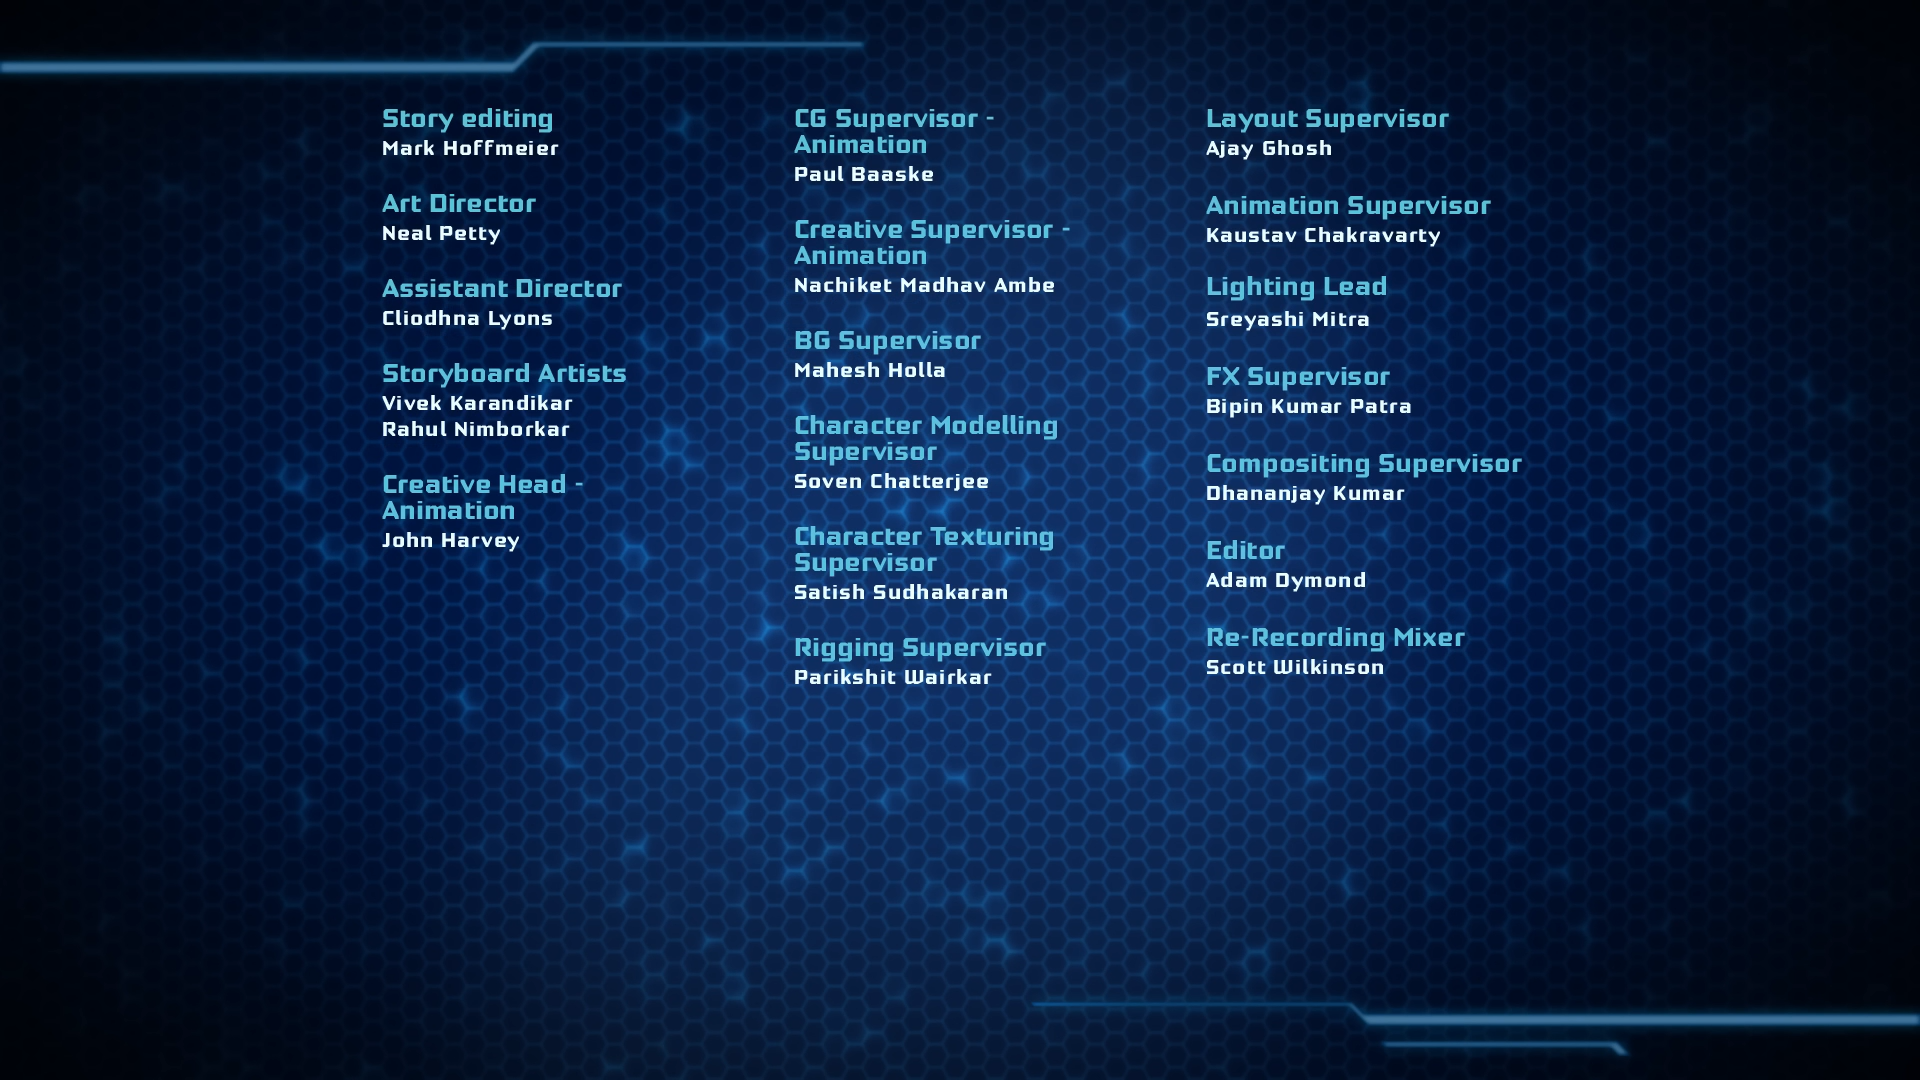 Story editing
Mark Hoffmeier
Art Director
Neal Petty
Assistant Director
Cliodhna Lyons
Storyboard Artists
Vivek Karandikar
Rahul Nimborkar
Creative Head -
Animation
John Harvey
CG Supervisor -
Animation
Paul Baaske
Creative Supervisor -
Animation
Nachiket Madhav Ambe
BG Supervisor
Mahesh Holla
Character Modelling
Supervisor
Soven Chatterjee
Character Texturing
Supervisor
Satish Sudhakaran
Rigging Supervisor
Parikshit Wairkar
Layout Supervisor
Ajay Ghosh
Animation Supervisor
Kaustav Chakravarty
Lighting Lead
Sreyashi Mitra
FX Supervisor
Bipin Kumar Patra
Compositing Supervisor
Dhananjay Kumar
Editor
Adam Dymond
Re-Recording Mixer
Scott Wilkinson